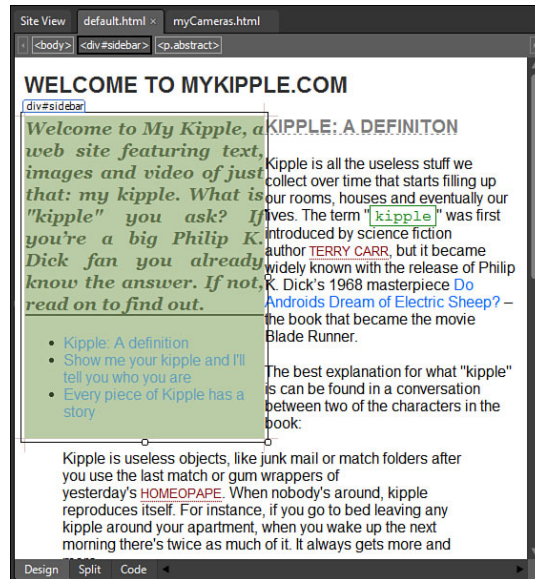 Site View default.html × myCameras.html
<body> <div#sidebar> <p.abstract>
WELCOME TO MYKIPPLE.COM
div#sidebar
Welcome to My Kipple, a
web site featuring text,
images and video of just
that: my kipple. What is
"kipple" you ask? If
you're a big Philip K.
Dick fan you already
know the answer. If not,
read on to find out.
• Kipple: A definition
• Show me your kipple and I'll
tell you who you are
• Every piece of Kipple has a
story
KIPPLE: A DEFINITON
Kipple is all the useless stuff we
collect over time that starts filling up
our rooms, houses and eventually our
lives. The term "kipple" was first
introduced by science fiction
author TERRY CARR, but it became
widely known with the release of Philip
K. Dick's 1968 masterpiece Do
Androids Dream of Electric Sheep? –
the book that became the movie
Blade Runner.
The best explanation for what "kipple"
is can be found in a conversation
between two of the characters in the
book:
Kipple is useless objects, like junk mail or match folders after
you use the last match or gum wrappers of
yesterday's HOMEOPAPE. When nobody's around, kipple
reproduces itself. For instance, if you go to bed leaving any
kipple around your apartment, when you wake up the next
morning there's twice as much of it. It always gets more and
Design Split Code